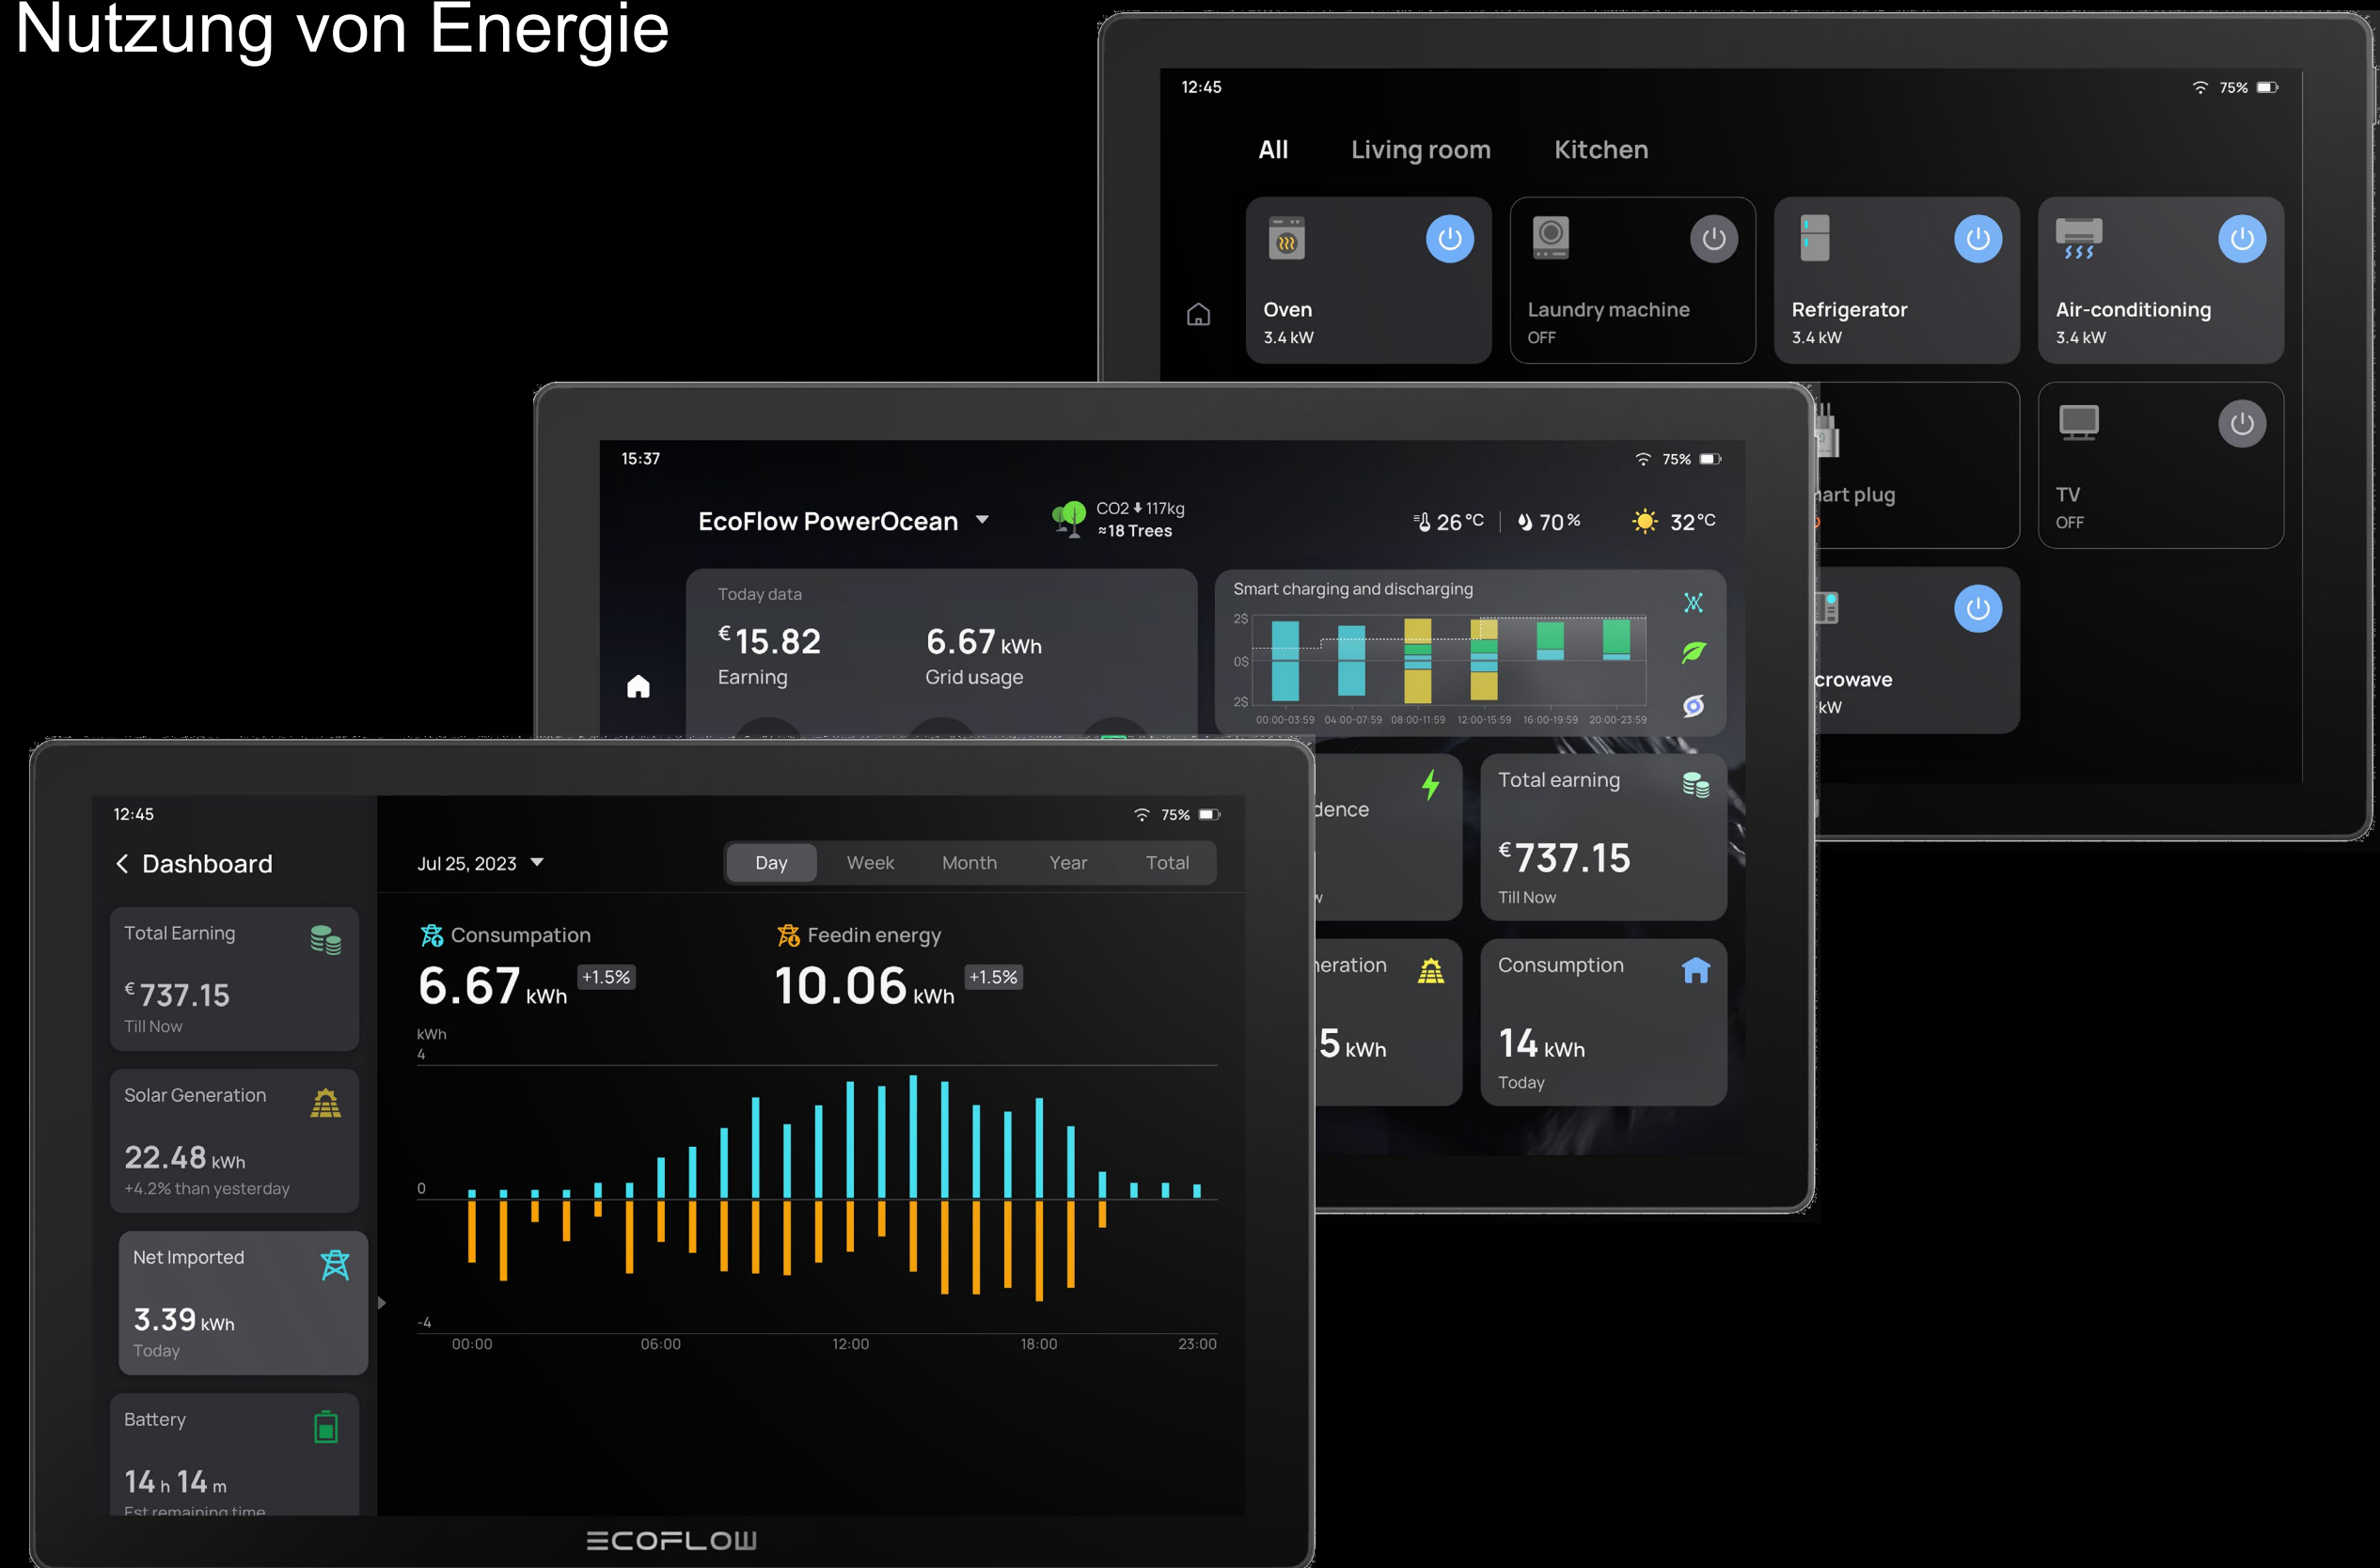 Nutzung von Energie
12:45
75%
All
Living room
Kitchen
Oven
3.4 kW
Laundry machine
OFF
Refrigerator
3.4 kW
Air-conditioning
3.4 kW
plug
TV
OFF
kW
15:37
75%
EcoFlow PowerOcean
CO2 117kg
≈18 Trees
26°C
70%
32°C
Today data
€15.82
Earning
6.67 kWh
Grid usage
Smart charging and discharging
2$
0$
2$
00:00-03:59 04:00-07:59 08:00-11:59 12:00-15:59 16:00-19:59 20:00-23:59
Total earning
€737.15
Till Now
5 kWh
Consumption
14 kWh
Today
12:45
75%
Dashboard
Total Earning
€737.15
Till Now
Solar Generation
22.48 kWh
+4.2% than yesterday
Net Imported
3.39 kWh
Today
Battery
14 h 14 m
Est remaining time
Jul 25, 2023
Day Week Month Year Total
Consumpation
6.67 kWh +1.5%
Feedin energy
10.06 kWh +1.5%
kWh
4
0
-4
00:00 06:00 12:00 18:00 23:00
ECOFLOW